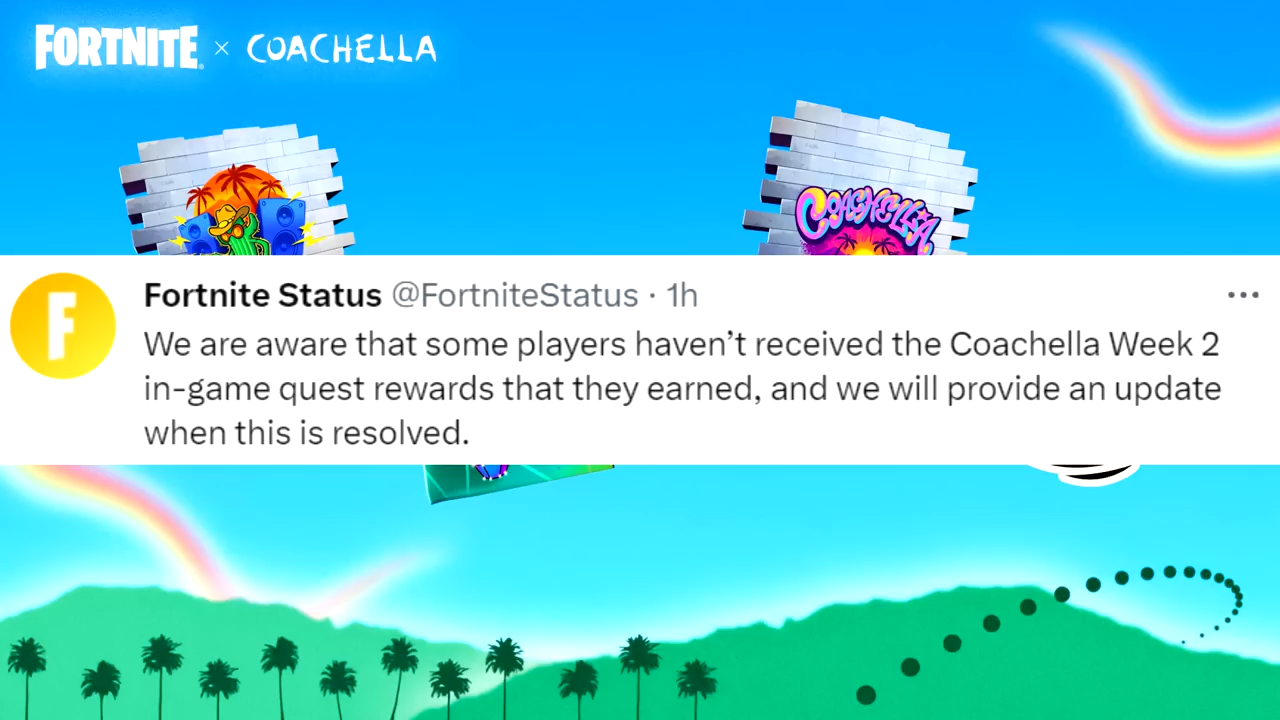 FORTNITE × COACHELLA
COACHELLA
Fortnite Status @FortniteStatus · 1h
We are aware that some players haven’t received the Coachella Week 2
in-game quest rewards that they earned, and we will provide an update
when this is resolved.